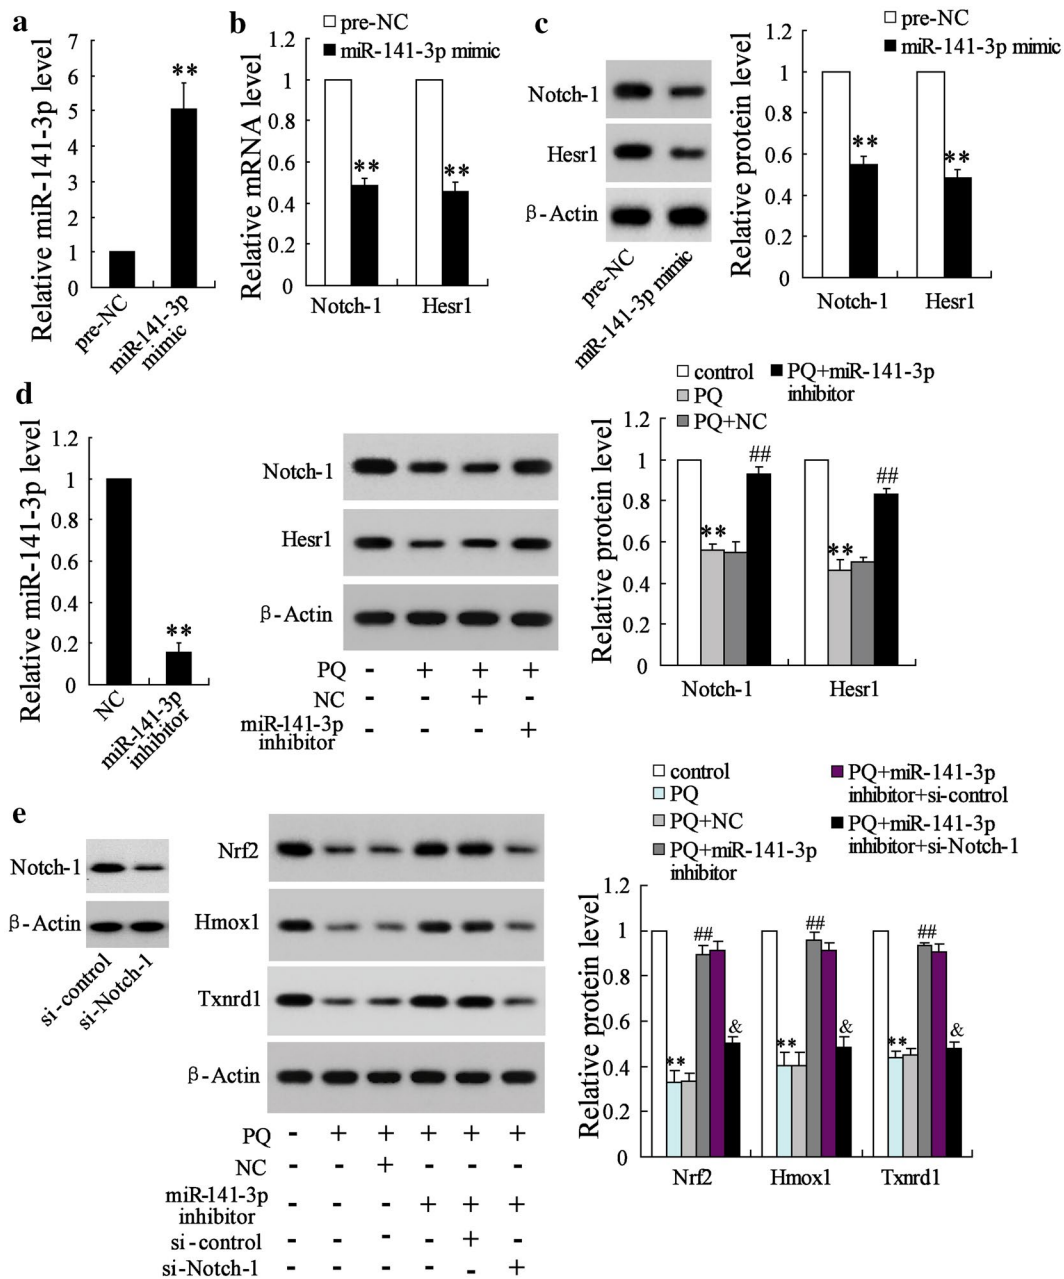 a
Relative miR-141-3p level
7
6
5
4
3
2
1
0
**
pre-NC
miR-141-3p
mimic
b
pre-NC
miR-141-3p mimic
Relative mRNA level
1.2
1
0.8
0.6
0.4
0.2
0
** **
Notch-1 Hesr1
c
Notch-1
Hesr1
β-Actin
pre-NC
miR-141-3p mimic
pre-NC
miR-141-3p mimic
Relative protein level
1.2
1
0.8
0.6
0.4
0.2
0
** **
Notch-1 Hesr1
d
Relative miR-141-3p level
1.2
1
0.8
0.6
0.4
0.2
0
**
NC
miR-141-3p
inhibitor
Notch-1
Hesr1
β-Actin
PQ - + + +
NC - - + -
miR-141-3p
inhibitor - - - +
control
PQ
PQ+NC
PQ+miR-141-3p
inhibitor
Relative protein level
1.2
1
0.8
0.6
0.4
0.2
0
** ## ** ##
Notch-1 Hesr1
e
Notch-1
β-Actin
si-control
si-Notch-1
Nrf2
Hmox1
Txnrd1
β-Actin
PQ - + + + + +
NC - - + - - -
miR-141-3p
inhibitor - - - + + +
si-control - - - - + -
si-Notch-1 - - - - - +
control
PQ
PQ+NC
PQ+miR-141-3p
inhibitor
PQ+miR-141-3p
inhibitor+si-control
PQ+miR-141-3p
inhibitor+si-Notch-1
Relative protein level
1.2
1
0.8
0.6
0.4
0.2
0
** ## & ** ## & ** ## &
Nrf2 Hmox1 Txnrd1